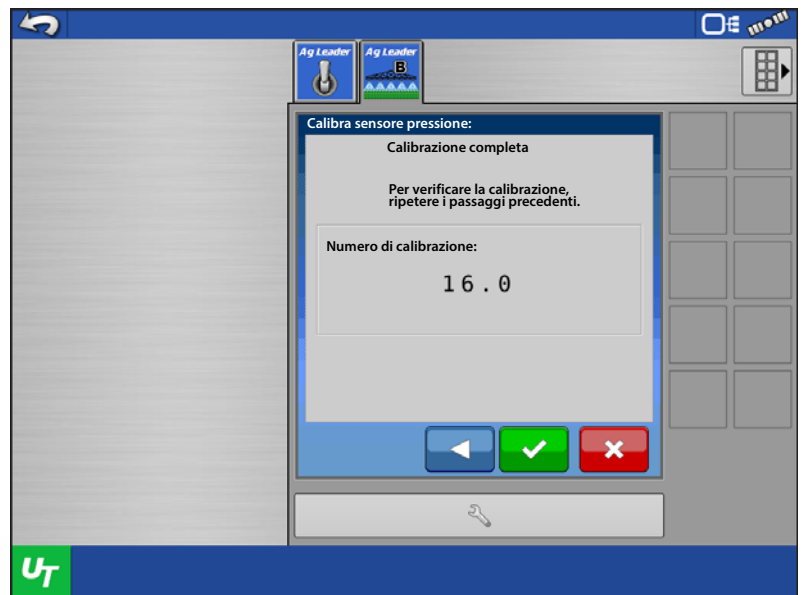 Ag Leader
Ag Leader
B
Calibra sensore pressione:
Calibrazione completa
Per verificare la calibrazione,
ripetere i passaggi precedenti.
Numero di calibrazione:
16.0
UT